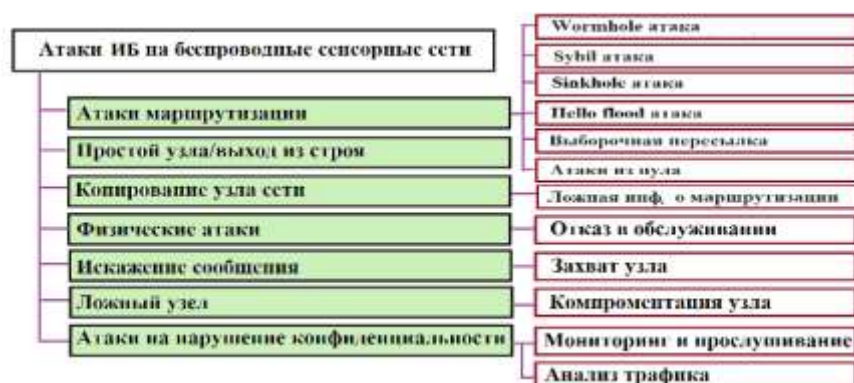 Атаки ИБ на беспроводные сенсорные сети
Атаки маршрутизации
Простой узла/выход из строя
Копирование узла сети
Физические атаки
Искажение сообщения
Ложный узел
Атаки на нарушение конфиденциальности
Wormhole атака
Sybil атака
Sinkhole атака
Hello flood атака
Выборочная пересылка
Атаки из пула
Ложная инф. о маршрутизации
Отказ в обслуживании
Захват узла
Компроментация узла
Мониторинг и прослушивание
Анализ трафика